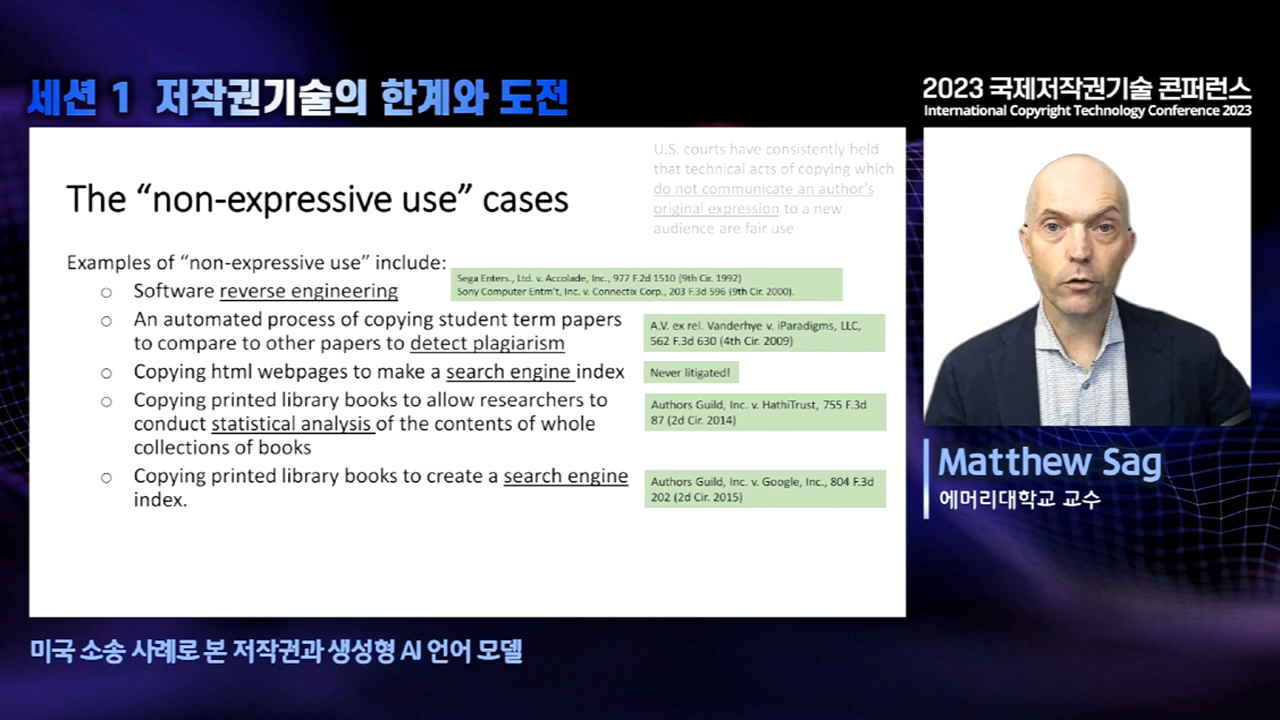 세션 1 저작권기술의 한계와 도전
2023 국제저작권기술 콘퍼런스
International Copyright Technology Conference 2023
U.S. courts have consistently held
that technical acts of copying which
do not communicate an author's
original expression to a new
audience are fair use
The “non-expressive use” cases
Examples of “non-expressive use” include:
Sega Enters., Ltd. v. Accolade, Inc., 977 F.2d 1510 (9th Cir. 1992)
Sony Computer Entm't, Inc. v. Connectix Corp., 203 F.3d 596 (9th Cir. 2000).
○ Software reverse engineering
○ An automated process of copying student term papers
to compare to other papers to detect plagiarism
A.V. ex rel. Vanderhye v. iParadigms, LLC,
562 F.3d 630 (4th Cir. 2009)
○ Copying html webpages to make a search engine index
Never litigated!
○ Copying printed library books to allow researchers to
conduct statistical analysis of the contents of whole
collections of books
Authors Guild, Inc. v. HathiTrust, 755 F.3d
87 (2d Cir. 2014)
○ Copying printed library books to create a search engine
index.
Authors Guild, Inc. v. Google, Inc., 804 F.3d
202 (2d Cir. 2015)
Matthew Sag
에머리대학교 교수
미국 소송 사례로 본 저작권과 생성형 AI 언어 모델